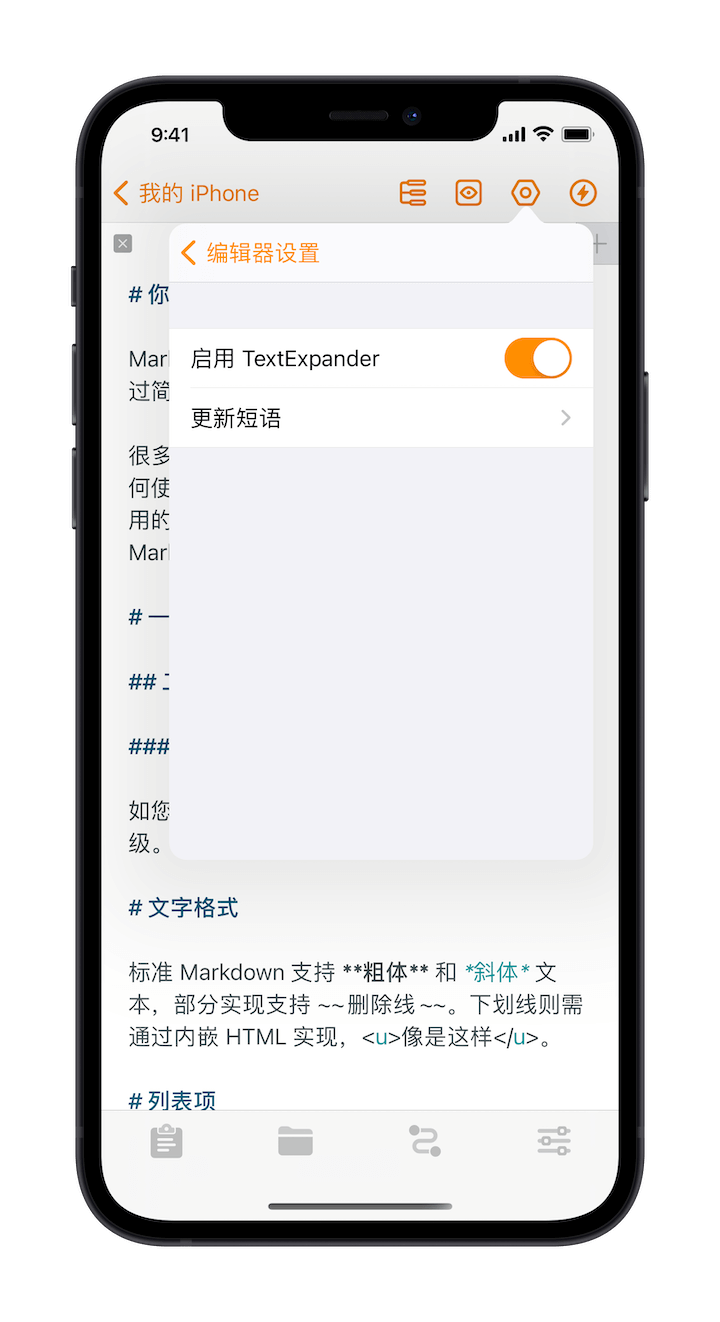 9:41
我的 iPhone
编辑器设置
# 你
启用 TextExpander
更新短语
过简
很多
何使
用的
# 一
##
###
如您
级。
# 文字格式
标准 Markdown 支持 **粗体** 和 *斜体* 文
本，部分实现支持 ~~删除线~~。下划线则需
通过内嵌 HTML 实现，<u>像是这样</u>。
# 列表项